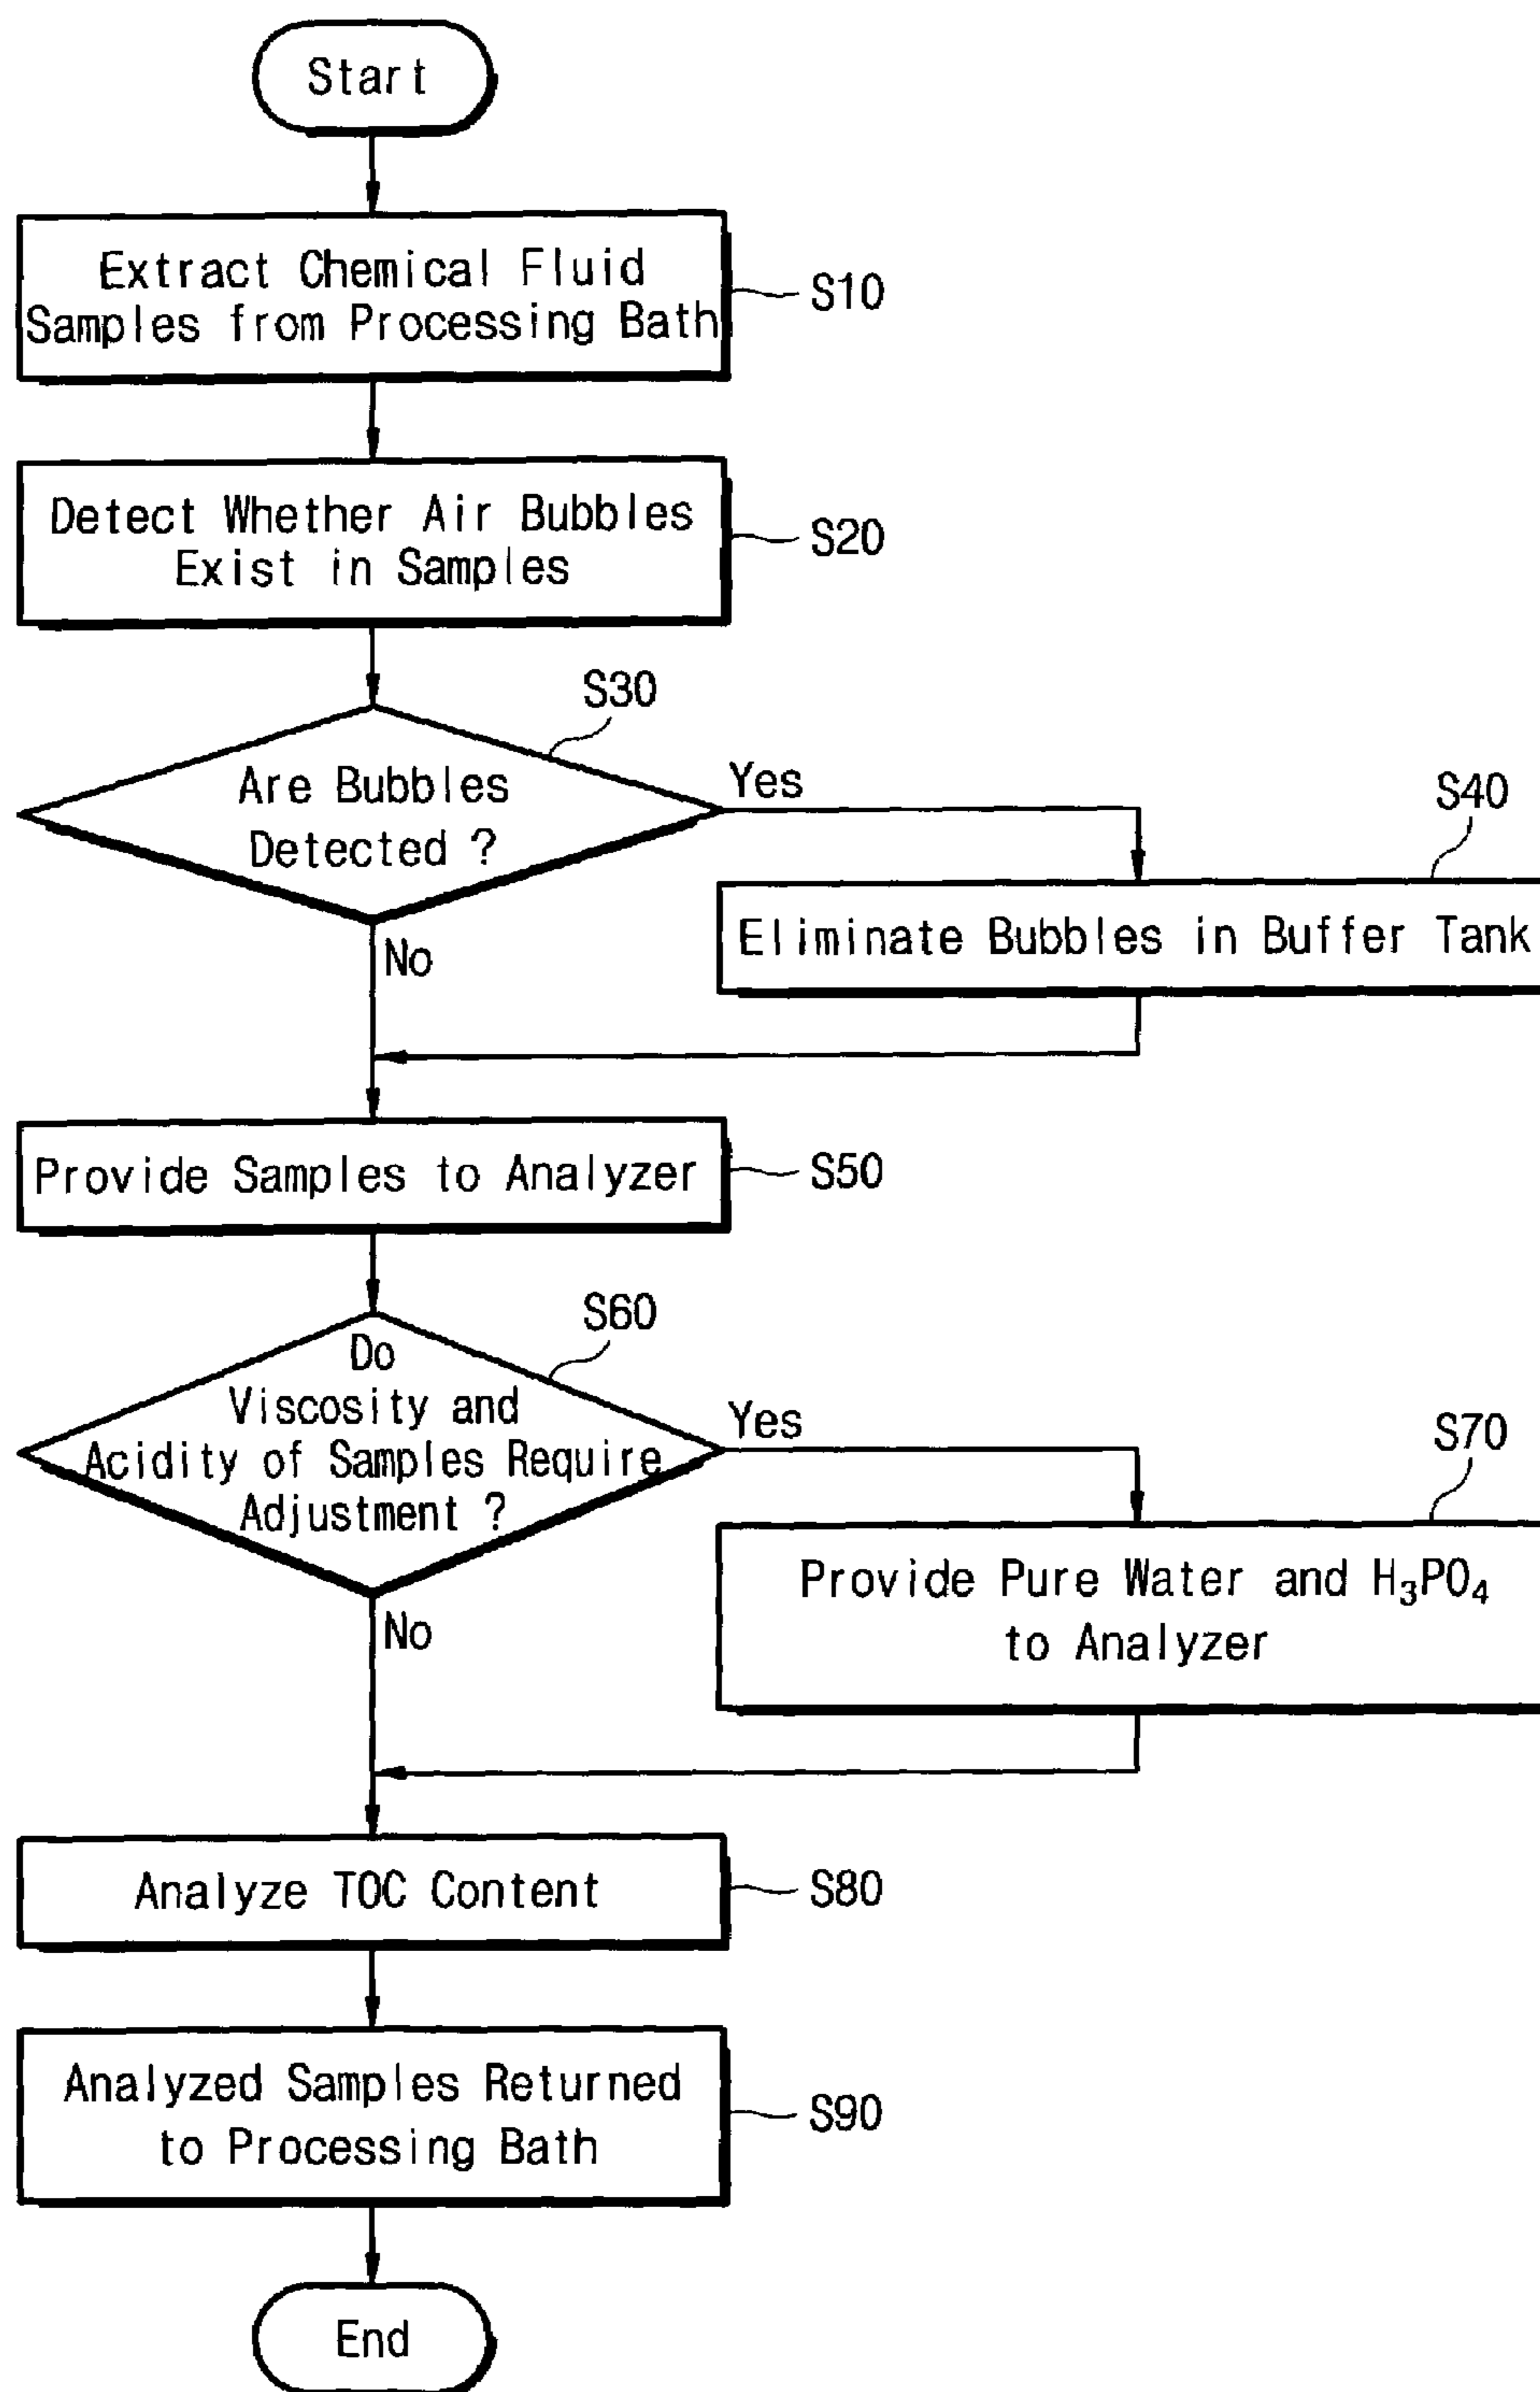 Start
Extract Chemical Fluid
Samples from Processing Bath
S10
Detect Whether Air Bubbles
Exist in Samples
S20
S30
Are Bubbles
Detected ?
Yes
No
S40
Eliminate Bubbles in Buffer Tank
Provide Samples to Analyzer
S50
S60
Do
Viscosity and
Acidity of Samples Require
Adjustment ?
Yes
No
S70
Provide Pure Water and H₃PO₄
to Analyzer
Analyze TOC Content
S80
Analyzed Samples Returned
to Processing Bath
S90
End